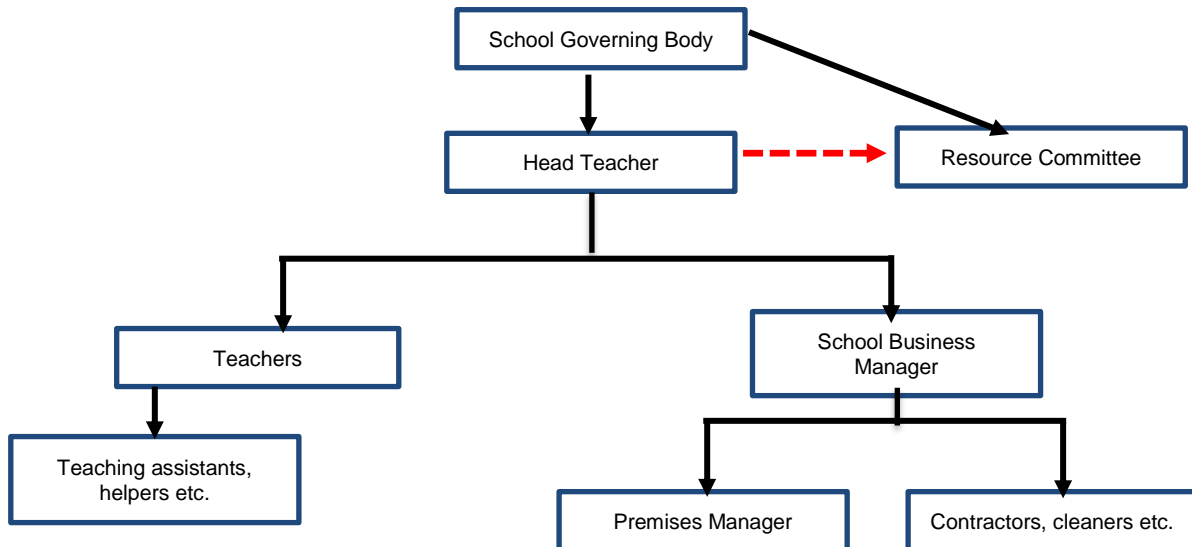 School Governing Body
Head Teacher
Resource Committee
Teachers
School Business
Manager
Teaching assistants,
helpers etc.
Premises Manager
Contractors, cleaners etc.